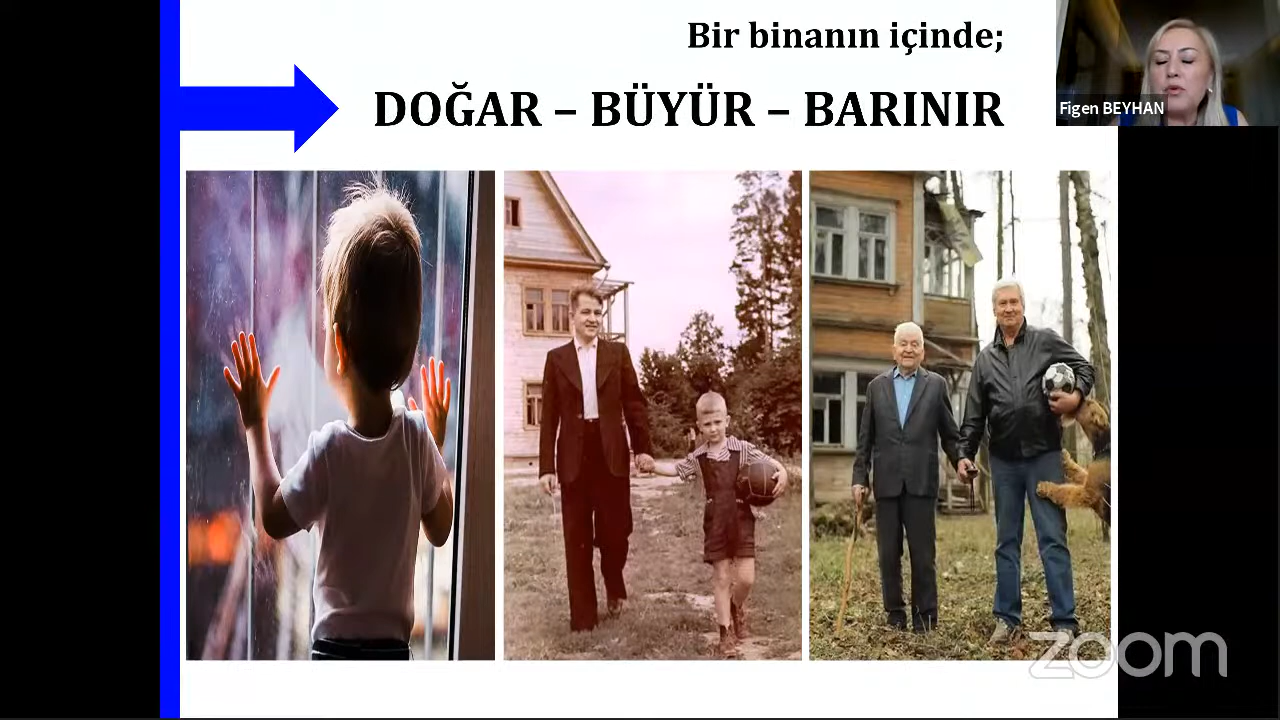 Bir binanın içinde;
DOĞAR – BÜYÜR – BARINIR
Figen BEYHAN
zoom